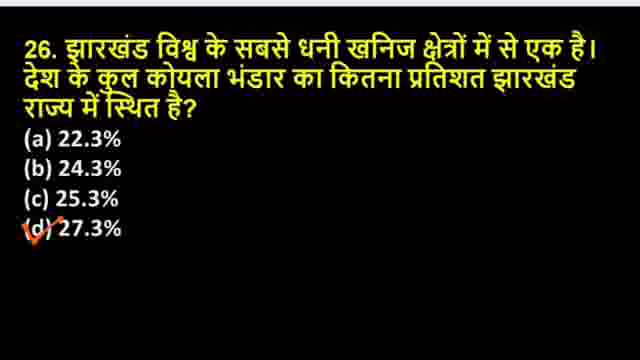 26. झारखंड विश्व के सबसे धनी खनिज क्षेत्रों में से एक है।
देश के कुल कोयला भंडार का कितना प्रतिशत झारखंड
राज्य में स्थित है?
(a) 22.3%
(b) 24.3%
(c) 25.3%
(d) 27.3%